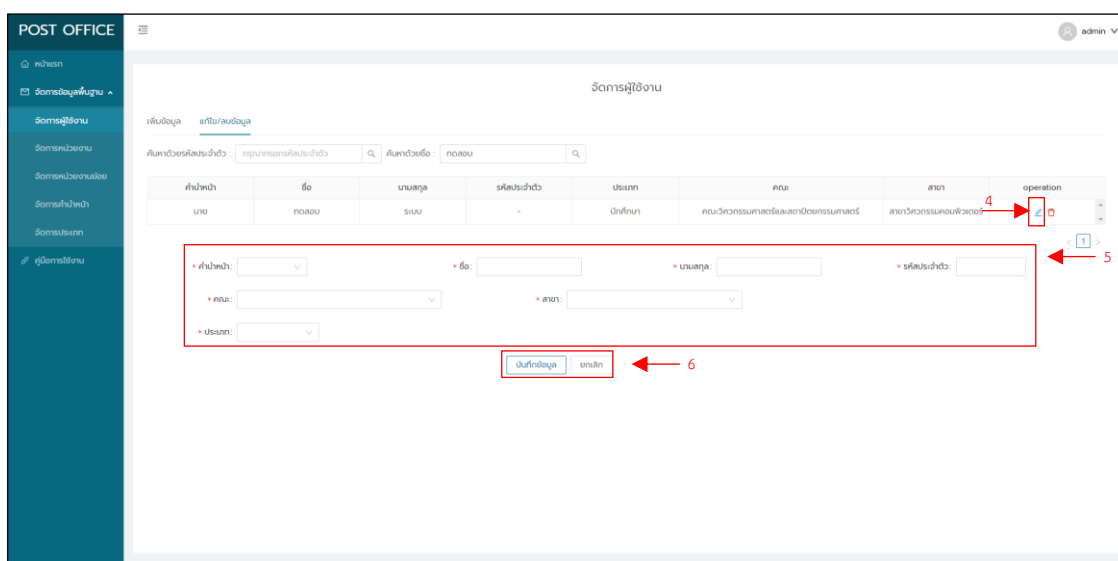 POST OFFICE
admin
หน้าแรก
จัดการข้อมูลพื้นฐาน
จัดการผู้ใช้งาน
จัดการหน่วยงาน
จัดการหน่วยงานย่อย
จัดการคำนำหน้า
จัดการประเภท
คู่มือการใช้งาน
จัดการผู้ใช้งาน
เพิ่มข้อมูล แก้ไข/ลบข้อมูล
ค้นหาด้วยรหัสประจำตัว : กรุณากรอกรหัสประจำตัว ค้นหาด้วยชื่อ : ทดสอบ
คำนำหน้า ชื่อ นามสกุล รหัสประจำตัว ประเภท คณะ สาขา operation
4
นาย ทดสอบ ระบบ - นักศึกษา คณะวิศวกรรมศาสตร์และสถาปัตยกรรมศาสตร์ สาขาวิศวกรรมคอมพิวเตอร์
< 1 >
5
* คำนำหน้า: * ชื่อ: * นามสกุล: * รหัสประจำตัว:
* คณะ: * สาขา:
* ประเภท:
บันทึกข้อมูล ยกเลิก 6